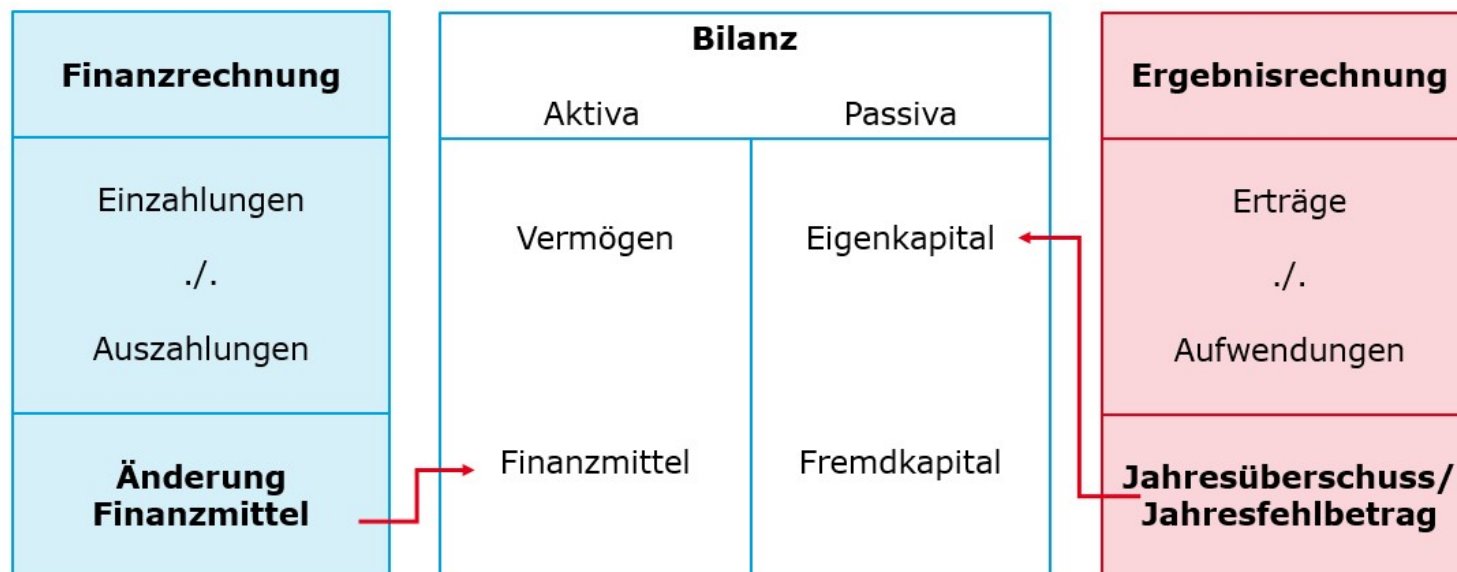 Finanzrechnung
Einzahlungen
./.
Auszahlungen
Änderung
Finanzmittel
Bilanz
Aktiva
Passiva
Vermögen
Eigenkapital
Finanzmittel
Fremdkapital
Ergebnisrechnung
Erträge
./.
Aufwendungen
Jahresüberschuss/
Jahresfehlbetrag